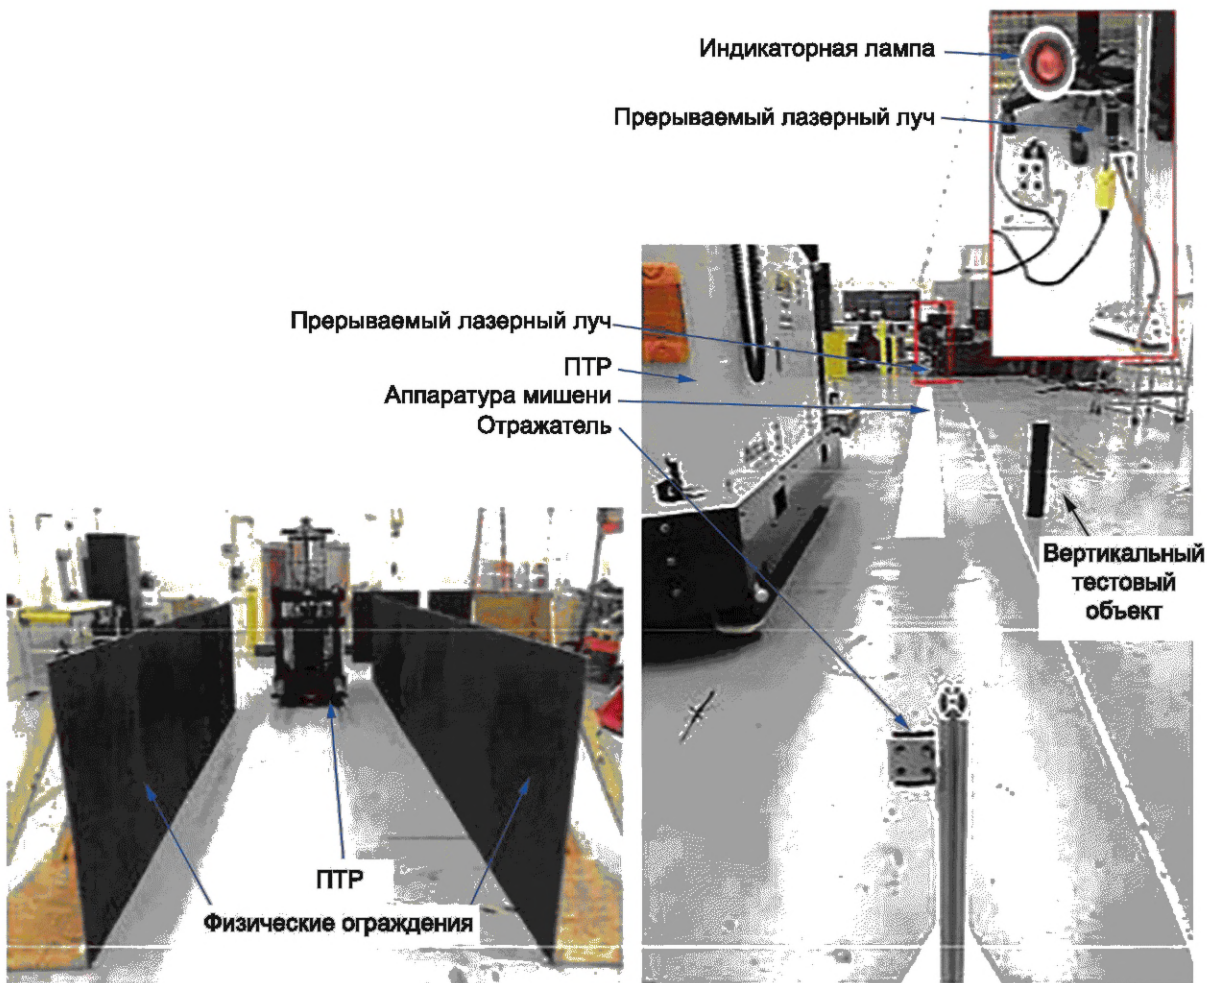 Индикаторная лампа
Прерываемый лазерный луч
Прерываемый лазерный луч
ПТР
Аппаратура мишени
Отражатель
Вертикальный
тестовый
объект
ПТР
Физические ограждения